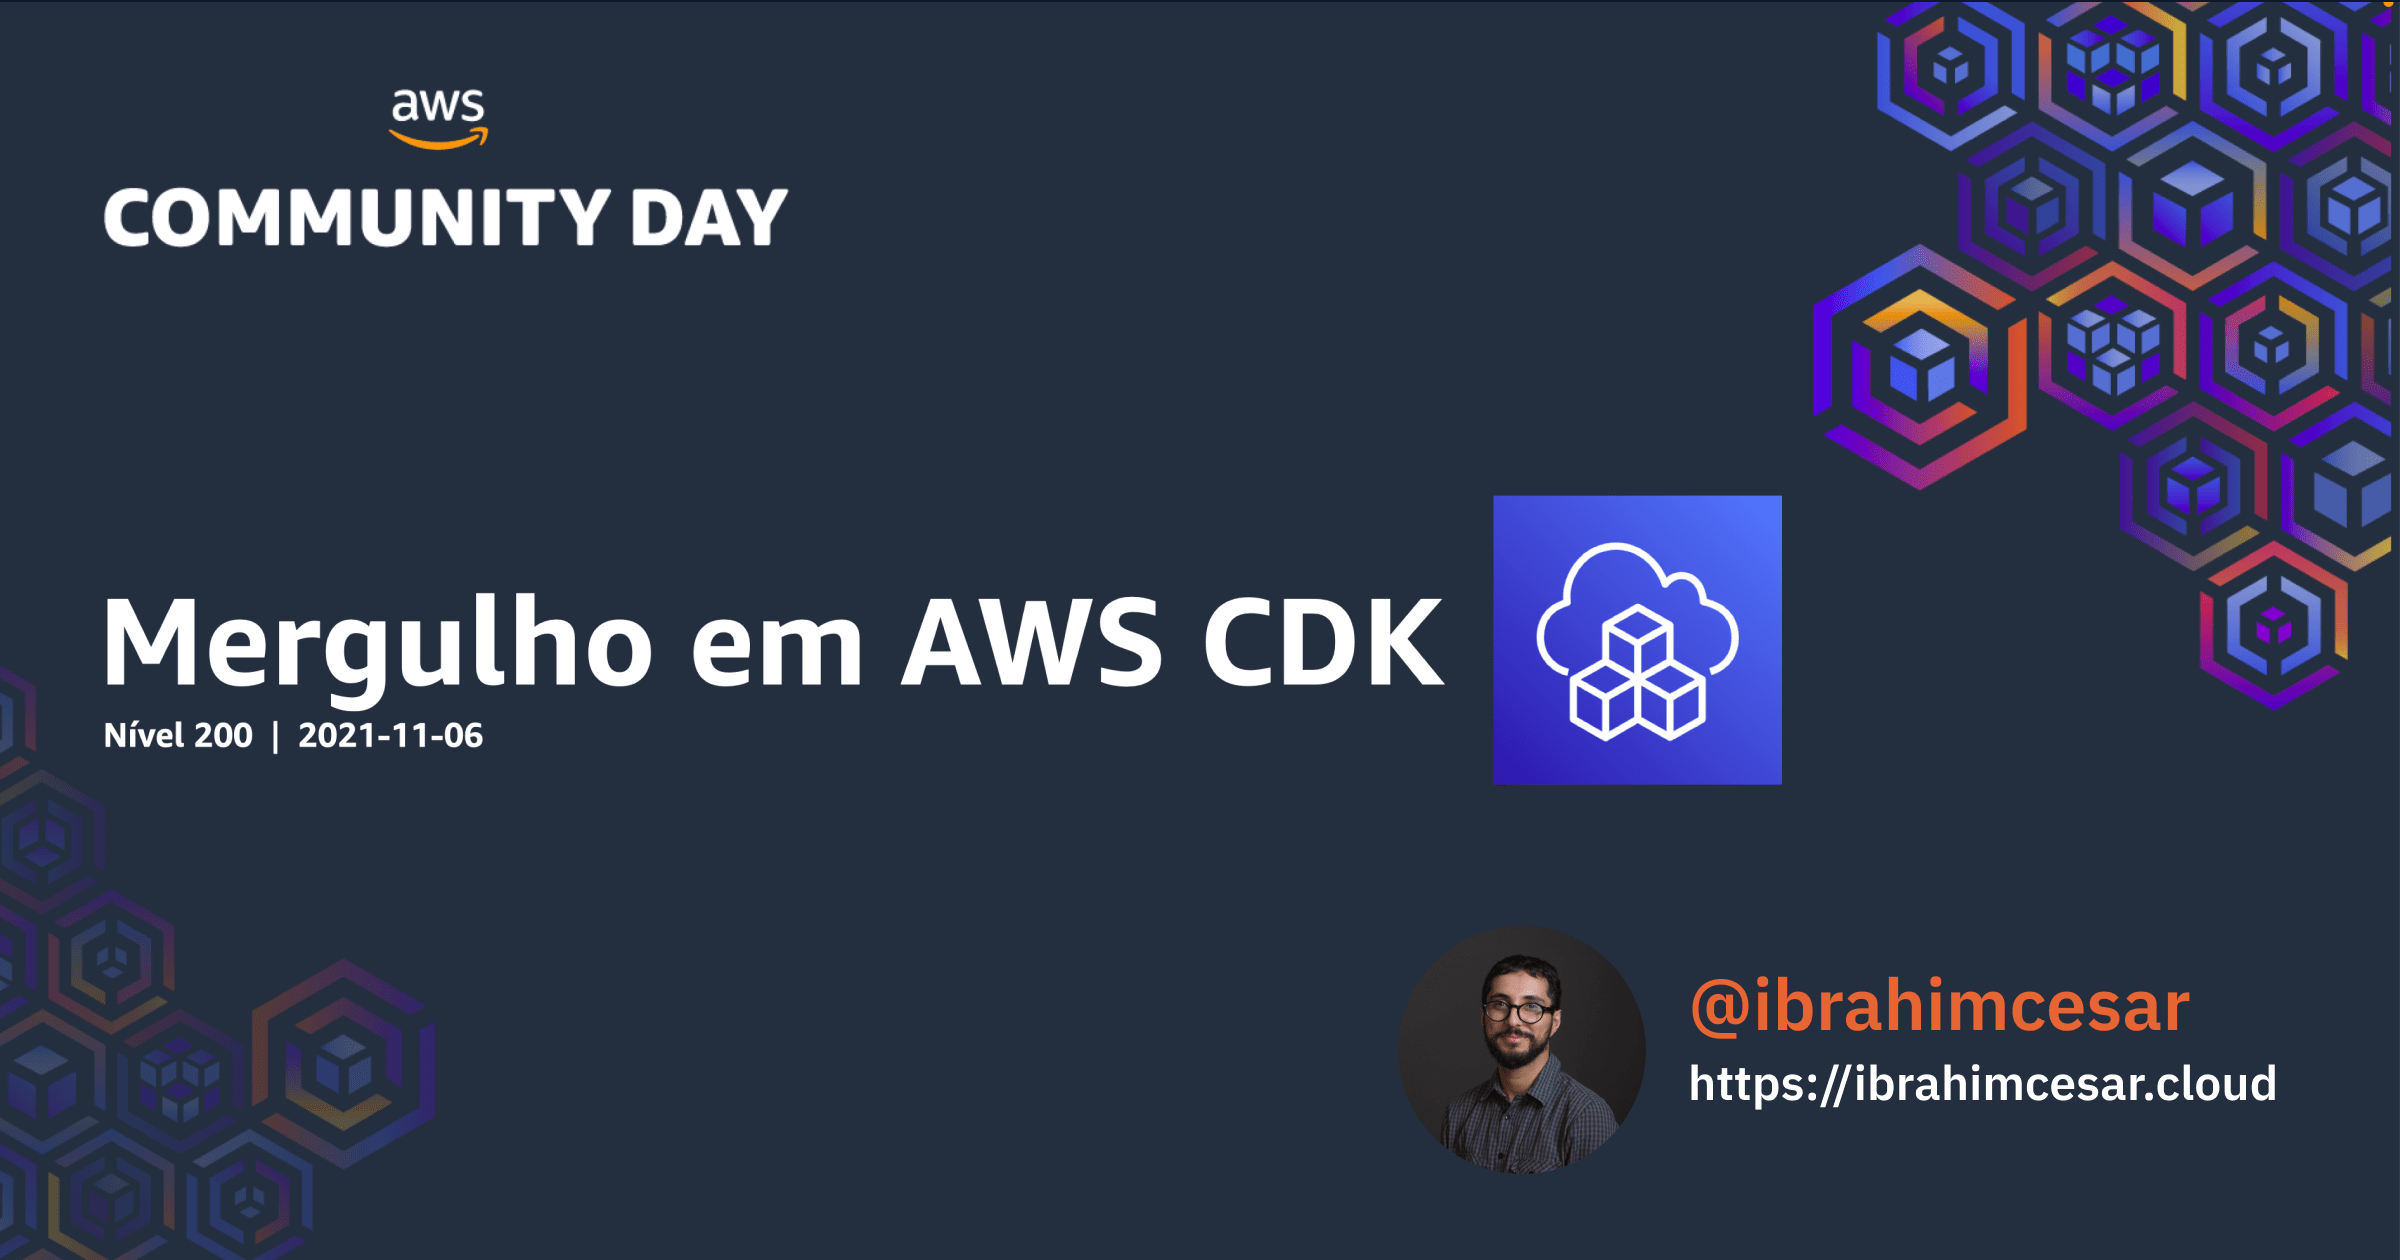 aws
COMMUNITY DAY
Mergulho em AWS CDK
Nível 200 | 2021-11-06
@ibrahimcesar
https://ibrahimcesar.cloud